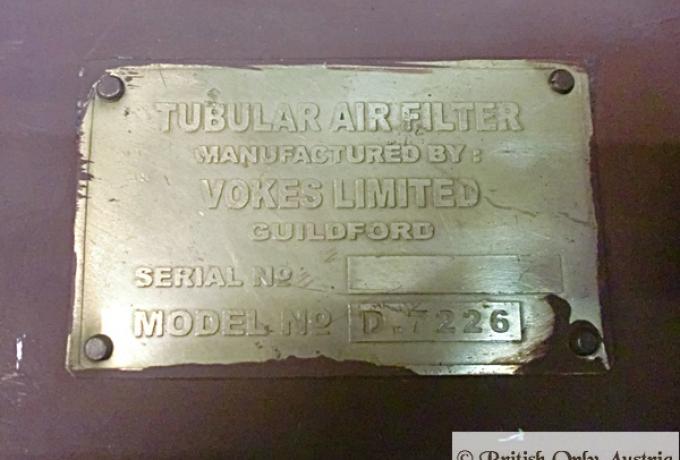 TUBULAR AIR FILTER
MANUFACTURED BY:
VOKES LIMITED
GUILDFORD
SERIAL Nº
MODEL Nº D.7226
© British Only Austria